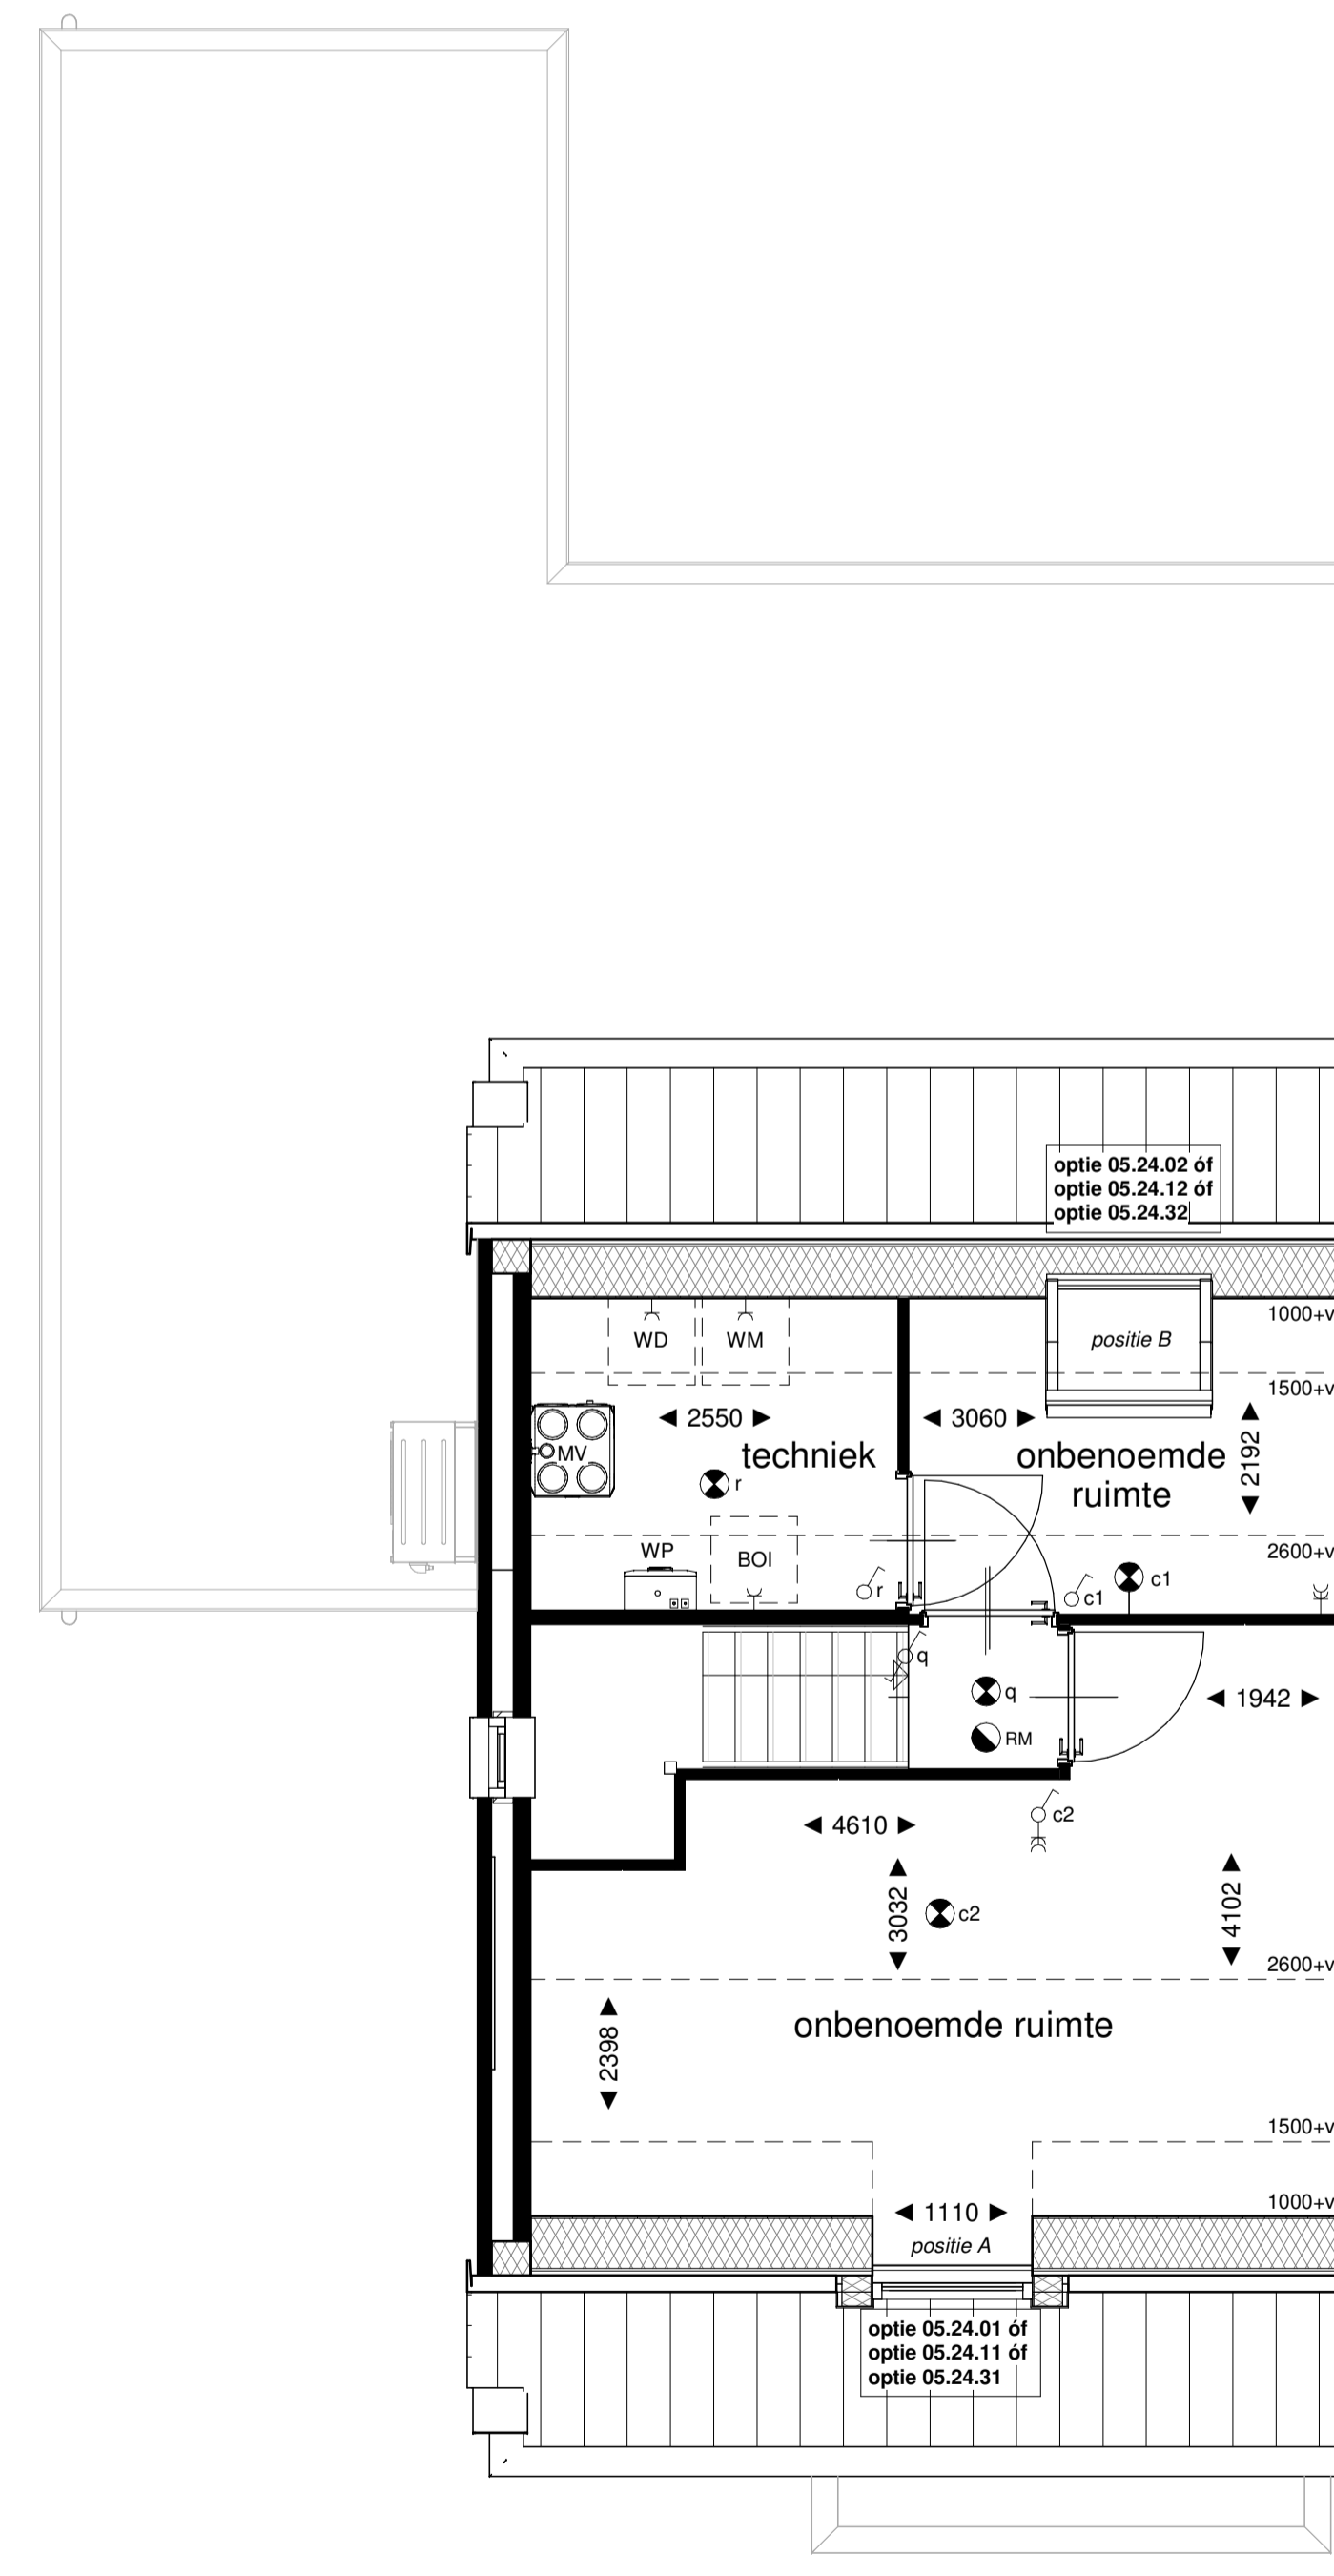 optie 05.24.02 óf
optie 05.24.12 óf
optie 05.24.32
1000+v
WD
WM
positie B
1500+v
2550
3060
MV
techniek
onbenoemde
ruimte
2192
r
WP
BOI
2600+v
r
c1
c1
q
q
1942
RM
4610
c2
3032
c2
4102
2600+v
onbenoemde ruimte
2398
1500+v
1110
1000+v
positie A
optie 05.24.01 óf
optie 05.24.11 óf
optie 05.24.31